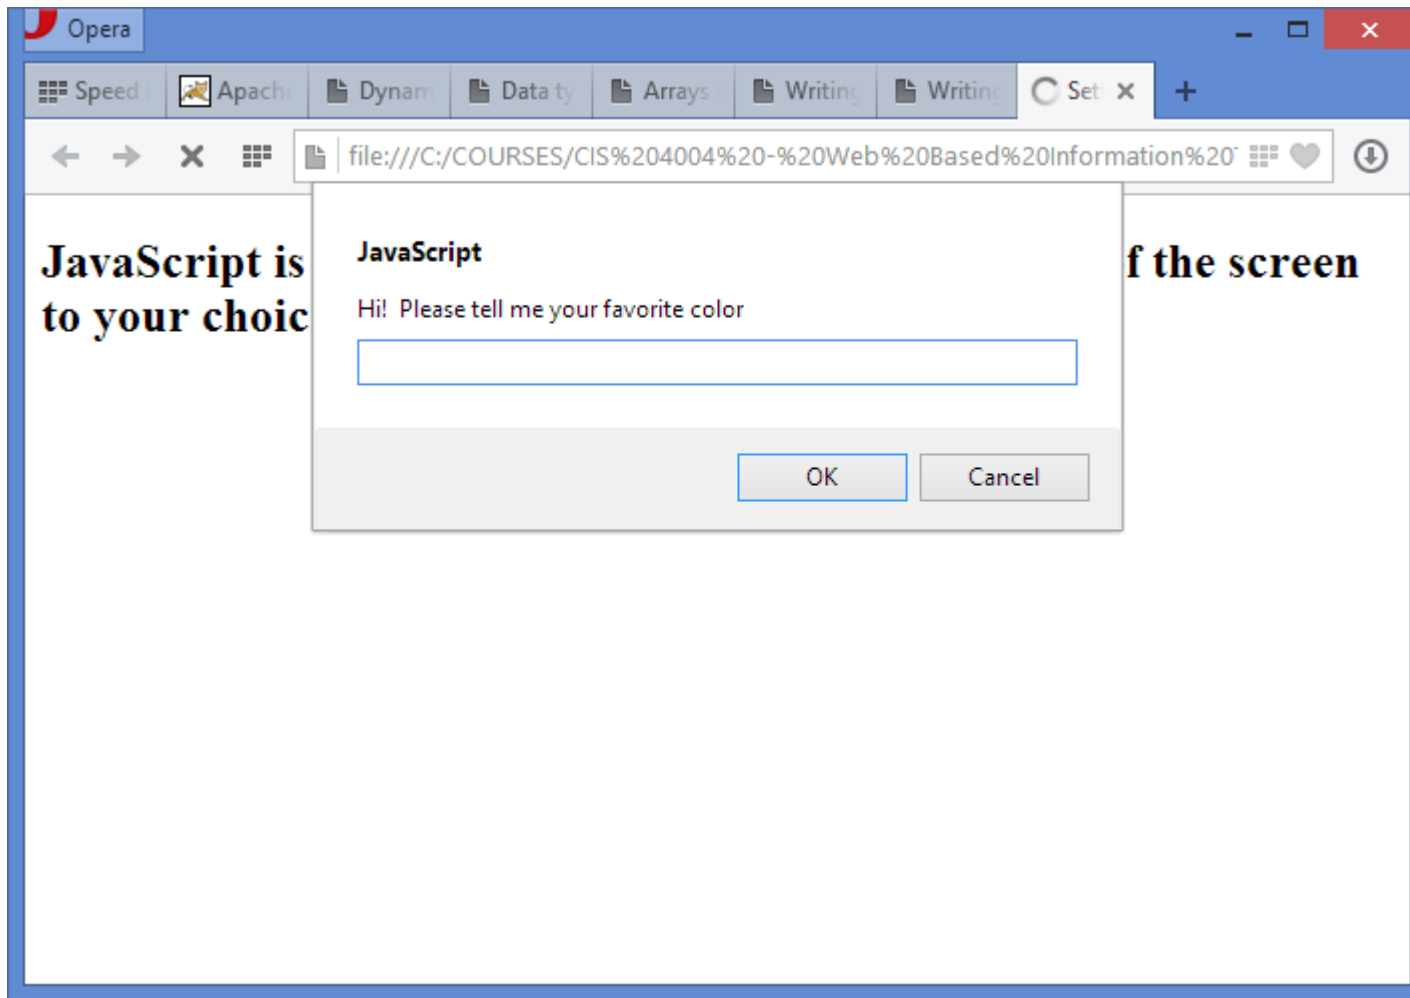 Opera
Speed Apache Dynam Data ty Arrays Writing Writing Set
file:///C:/COURSES/CIS%204004%20-%20Web%20Based%20Information%20
JavaScript is
f the screen
to your choic
JavaScript
Hi! Please tell me your favorite color
OK Cancel